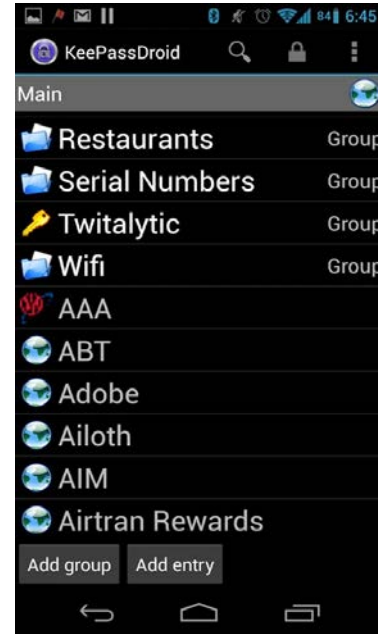 84 6:45
KeePassDroid
Main
Restaurants Group
Serial Numbers Group
Twitalytic Group
Wifi Group
AAA
ABT
Adobe
Ailoth
AIM
Airtran Rewards
Add group Add entry